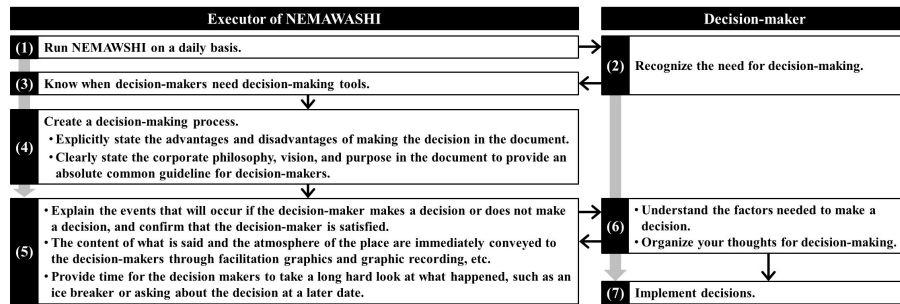 Executor of NEMAWASHI
Decision-maker
(1) Run NEMAWSHI on a daily basis.
(2) Recognize the need for decision-making.
(3) Know when decision-makers need decision-making tools.
(4) Create a decision-making process.
• Explicitly state the advantages and disadvantages of making the decision in the document.
• Clearly state the corporate philosophy, vision, and purpose in the document to provide an
absolute common guideline for decision-makers.
(5) • Explain the events that will occur if the decision-maker makes a decision or does not make
a decision, and confirm that the decision-maker is satisfied.
• The content of what is said and the atmosphere of the place are immediately conveyed to
the decision-makers through facilitation graphics and graphic recording, etc.
• Provide time for the decision makers to take a long hard look at what happened, such as an
ice breaker or asking about the decision at a later date.
(6) • Understand the factors needed to make a
decision.
• Organize your thoughts for decision-making.
(7) Implement decisions.